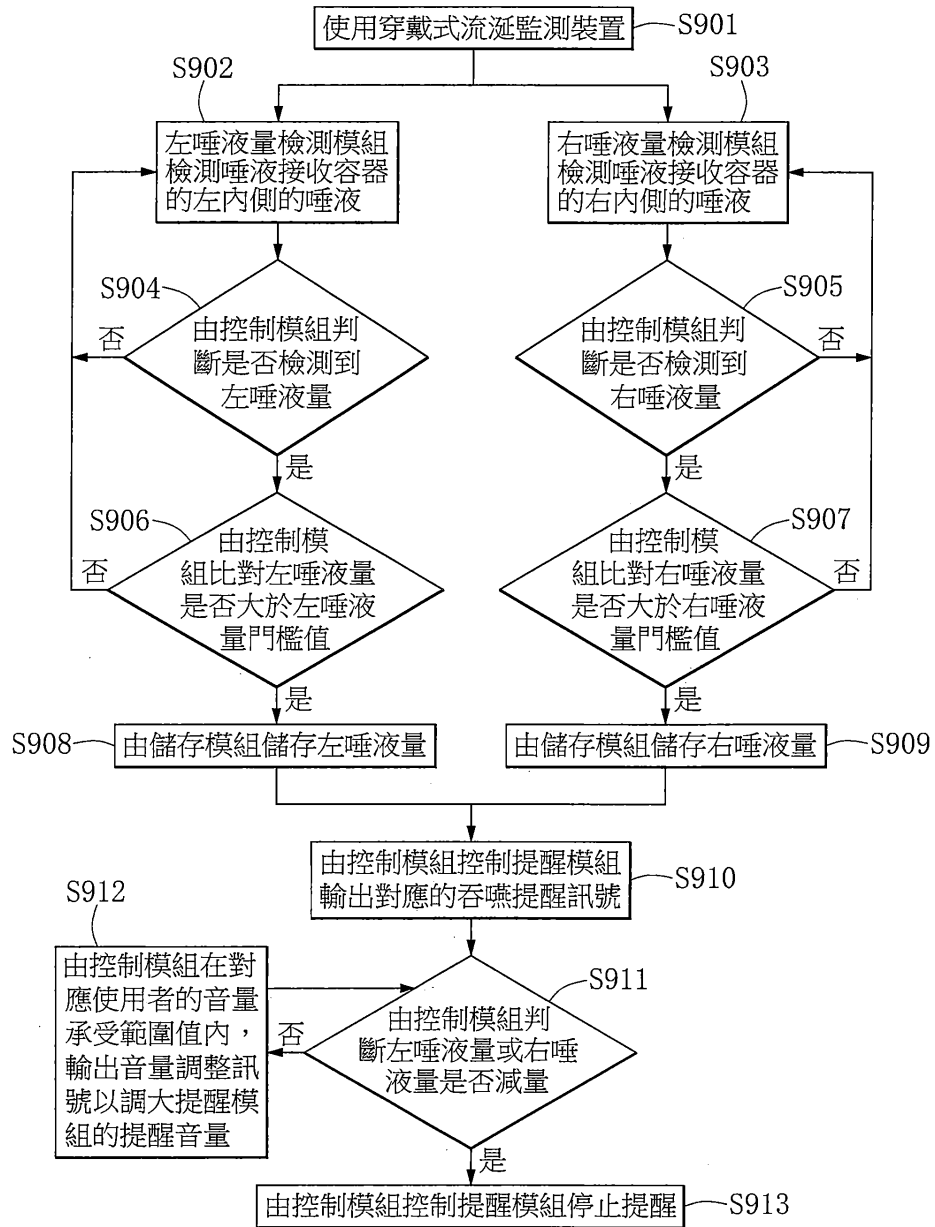 使用穿戴式流涎監測裝置
S901
S902
S903
左唾液量檢測模組
檢測唾液接收容器
的左內側的唾液
右唾液量檢測模組
檢測唾液接收容器
的右內側的唾液
S904
S905
否
由控制模組判
斷是否檢測到
左唾液量
由控制模組判
斷是否檢測到
右唾液量
否
是
是
S906
S907
否
由控制模
組比對左唾液量
是否大於左唾液
量門檻值
由控制模
組比對右唾液量
是否大於右唾液
量門檻值
否
是
是
S908
由儲存模組儲存左唾液量
由儲存模組儲存右唾液量
S909
由控制模組控制提醒模組
輸出對應的吞嚥提醒訊號
S910
S912
由控制模組在對
應使用者的音量
承受範圍值內，
輸出音量調整訊
號以調大提醒模
組的提醒音量
否
由控制模組判
斷左唾液量或右唾
液量是否減量
S911
是
由控制模組控制提醒模組停止提醒
S913